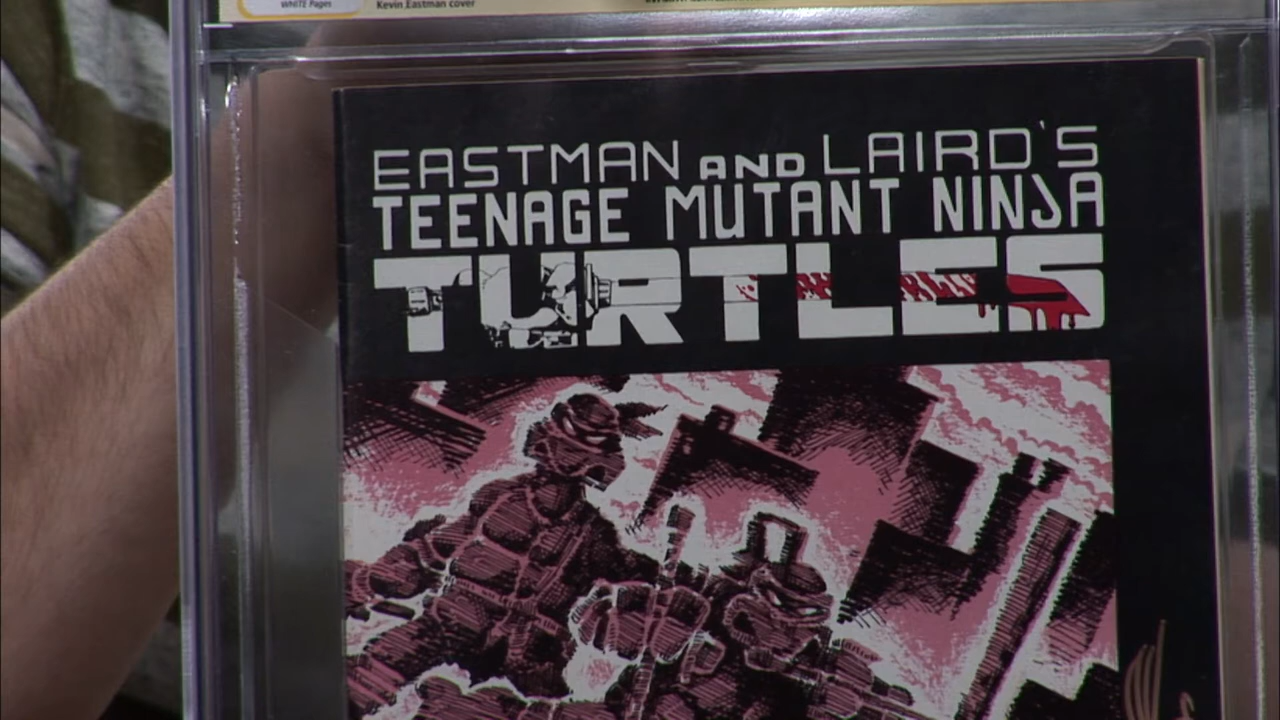 WHITE Pages
Kevin Eastman cover
EASTMAN AND LAIRD'S
TEENAGE MUTANT NINJA
TURTLES